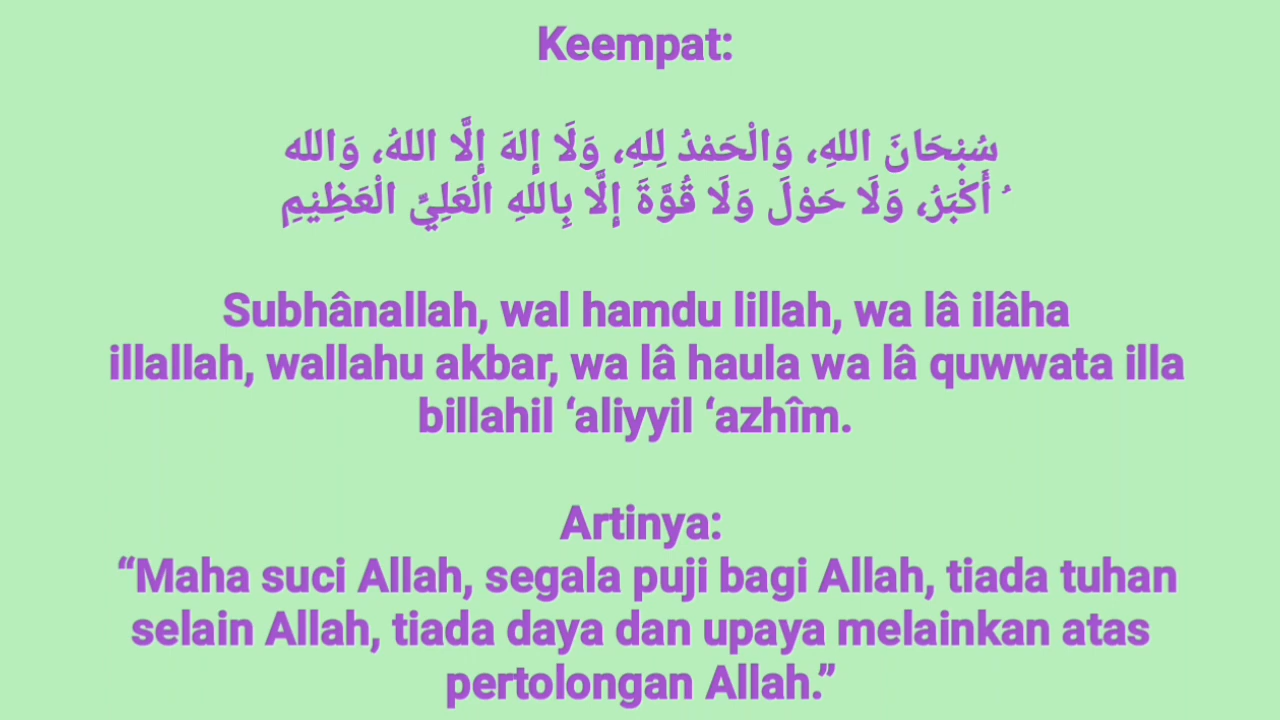 Keempat:
سُبْحَانَ اللهِ، وَالْحَمْدُ لِلهِ، وَلَا إِلهَ إِلَّا اللهُ، وَالله
ُ أَكْبَرُ، وَلَا حَوْلَ وَلَا قُوَّةَ إِلَّا بِاللهِ الْعَلِيِّ الْعَظِيْمِ
Subhânallah, wal hamdu lillah, wa lâ ilâha
illallah, wallahu akbar, wa lâ haula wa lâ quwwata illa
billahil ‘aliyyil ‘azhîm.
Artinya:
“Maha suci Allah, segala puji bagi Allah, tiada tuhan
selain Allah, tiada daya dan upaya melainkan atas
pertolongan Allah.”